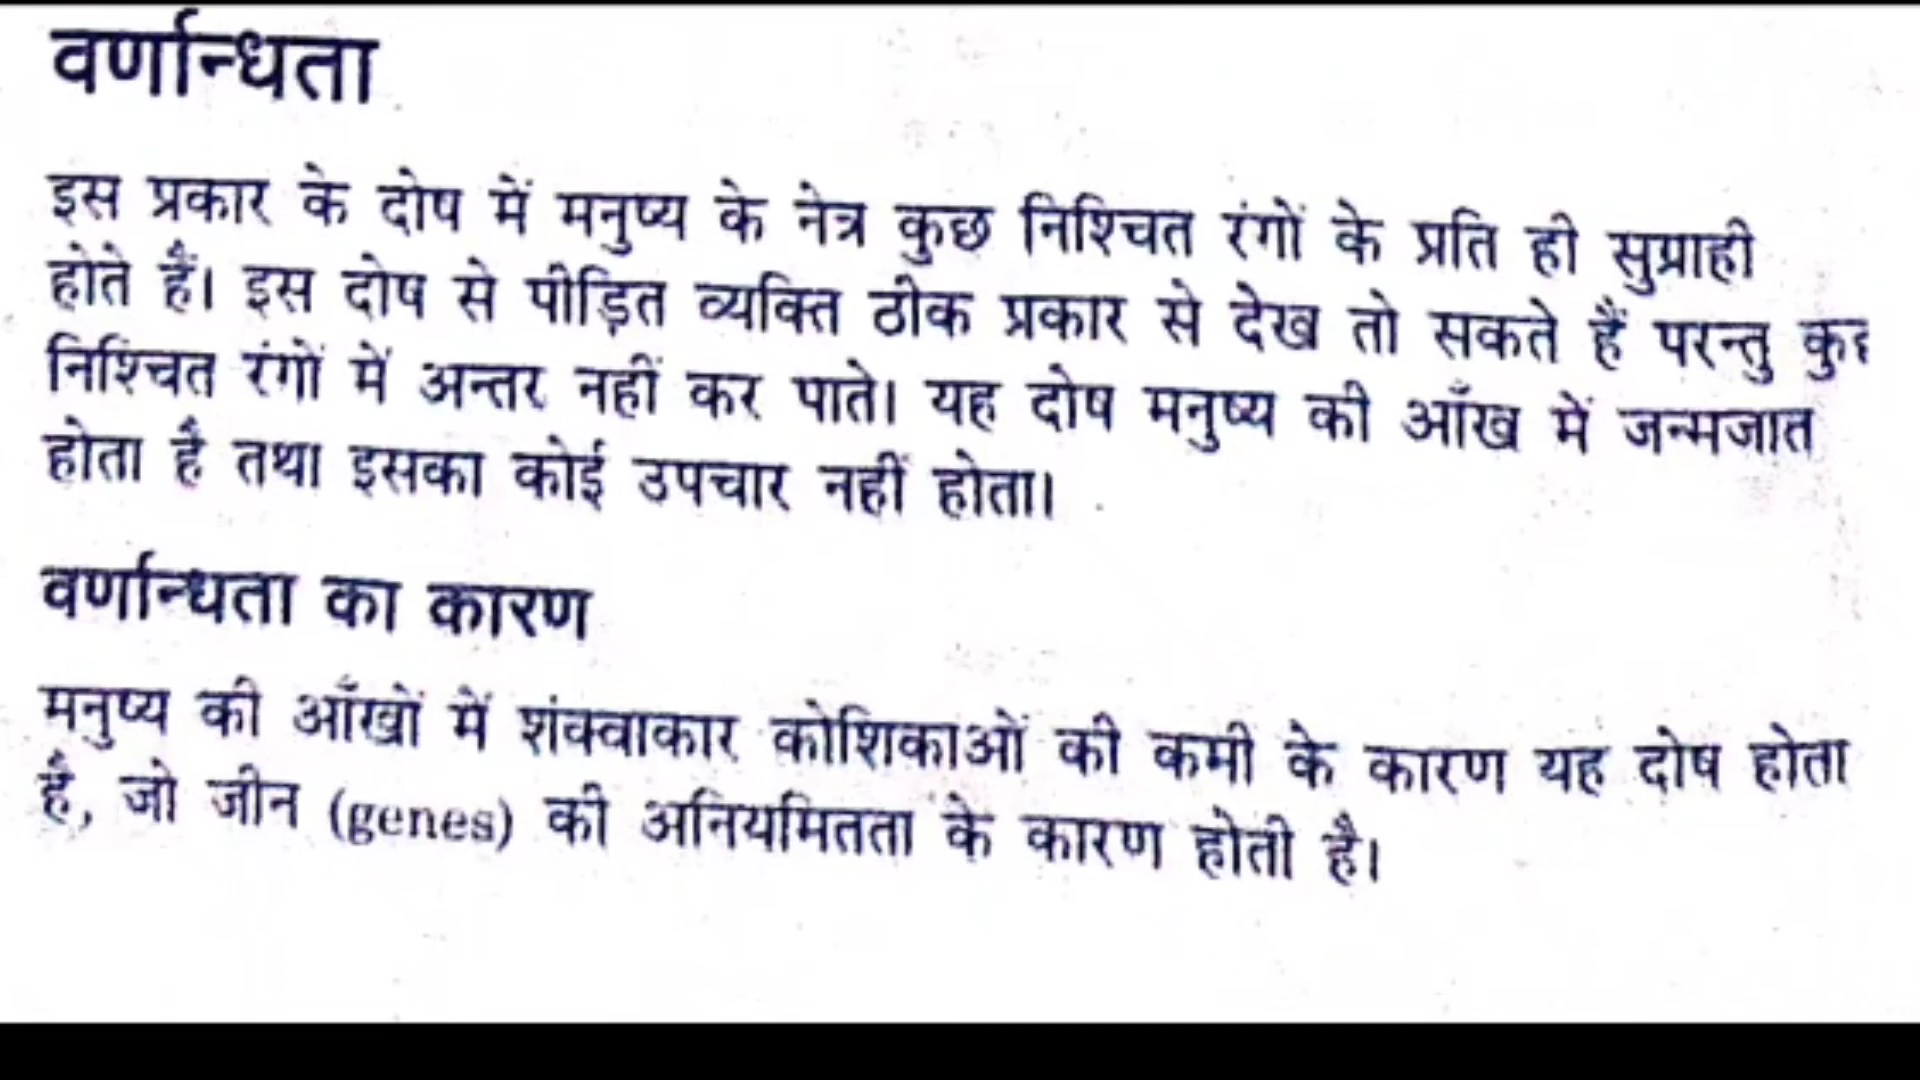 वर्णान्धता
इस प्रकार के दोष में मनुष्य के नेत्र कुछ निश्चित रंगों के प्रति ही सुग्राही
होते हैं। इस दोष से पीड़ित व्यक्ति ठीक प्रकार से देख तो सकते हैं परन्तु
निश्चित रंगों में अन्तर नहीं कर पाते। यह दोष मनुष्य की आँख में जन्मजात
होता है तथा इसका कोई उपचार नहीं होता।
वर्णान्धता का कारण
मनुष्य की आँखों में शंक्वाकार कोशिकाओं की कमी के कारण यह दोष होता
है, जो जीन (genes) की अनियमितता के कारण होती है।